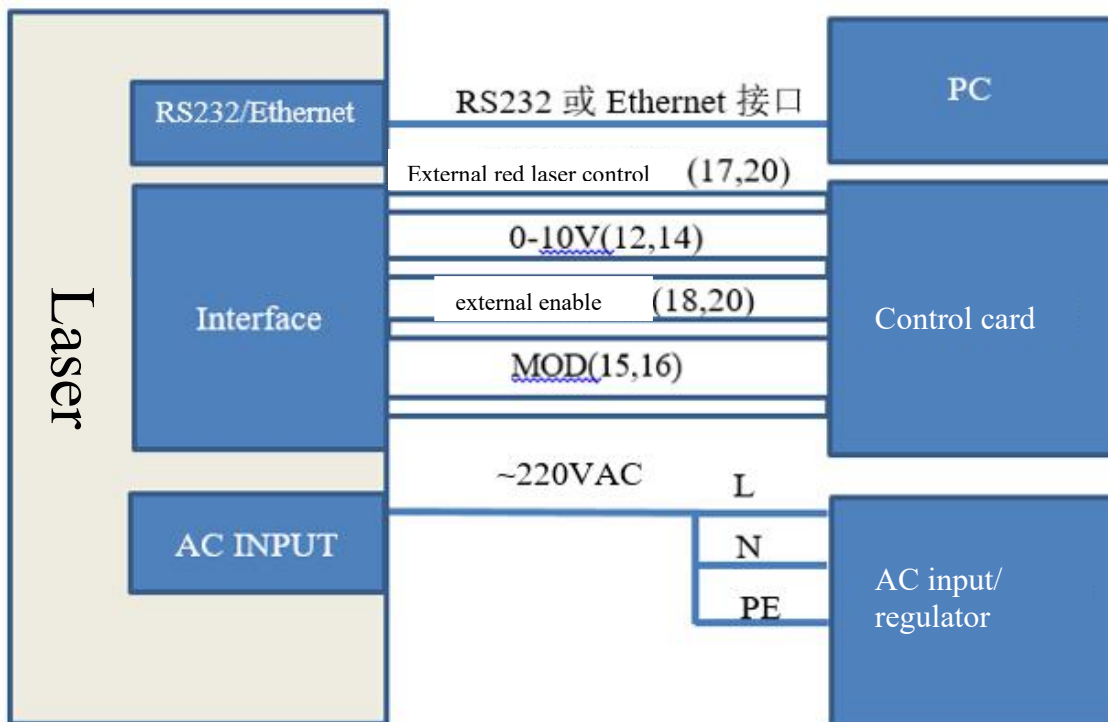 Laser
RS232/Ethernet
RS232 或 Ethernet 接口
PC
External red laser control (17,20)
0-10V(12,14)
Interface
external enable (18,20)
Control card
MOD(15,16)
~220VAC
L
AC INPUT
N
PE
AC input/
regulator